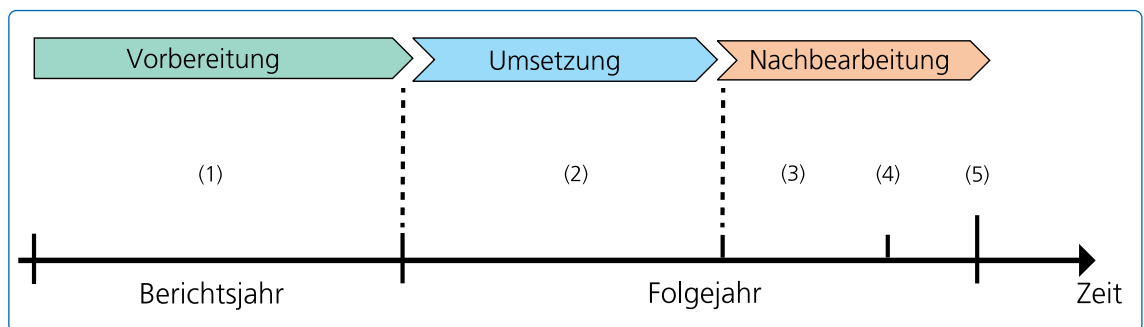 Vorbereitung Umsetzung Nachbearbeitung
(1) (2) (3) (4) (5)
Berichtsjahr Folgejahr Zeit